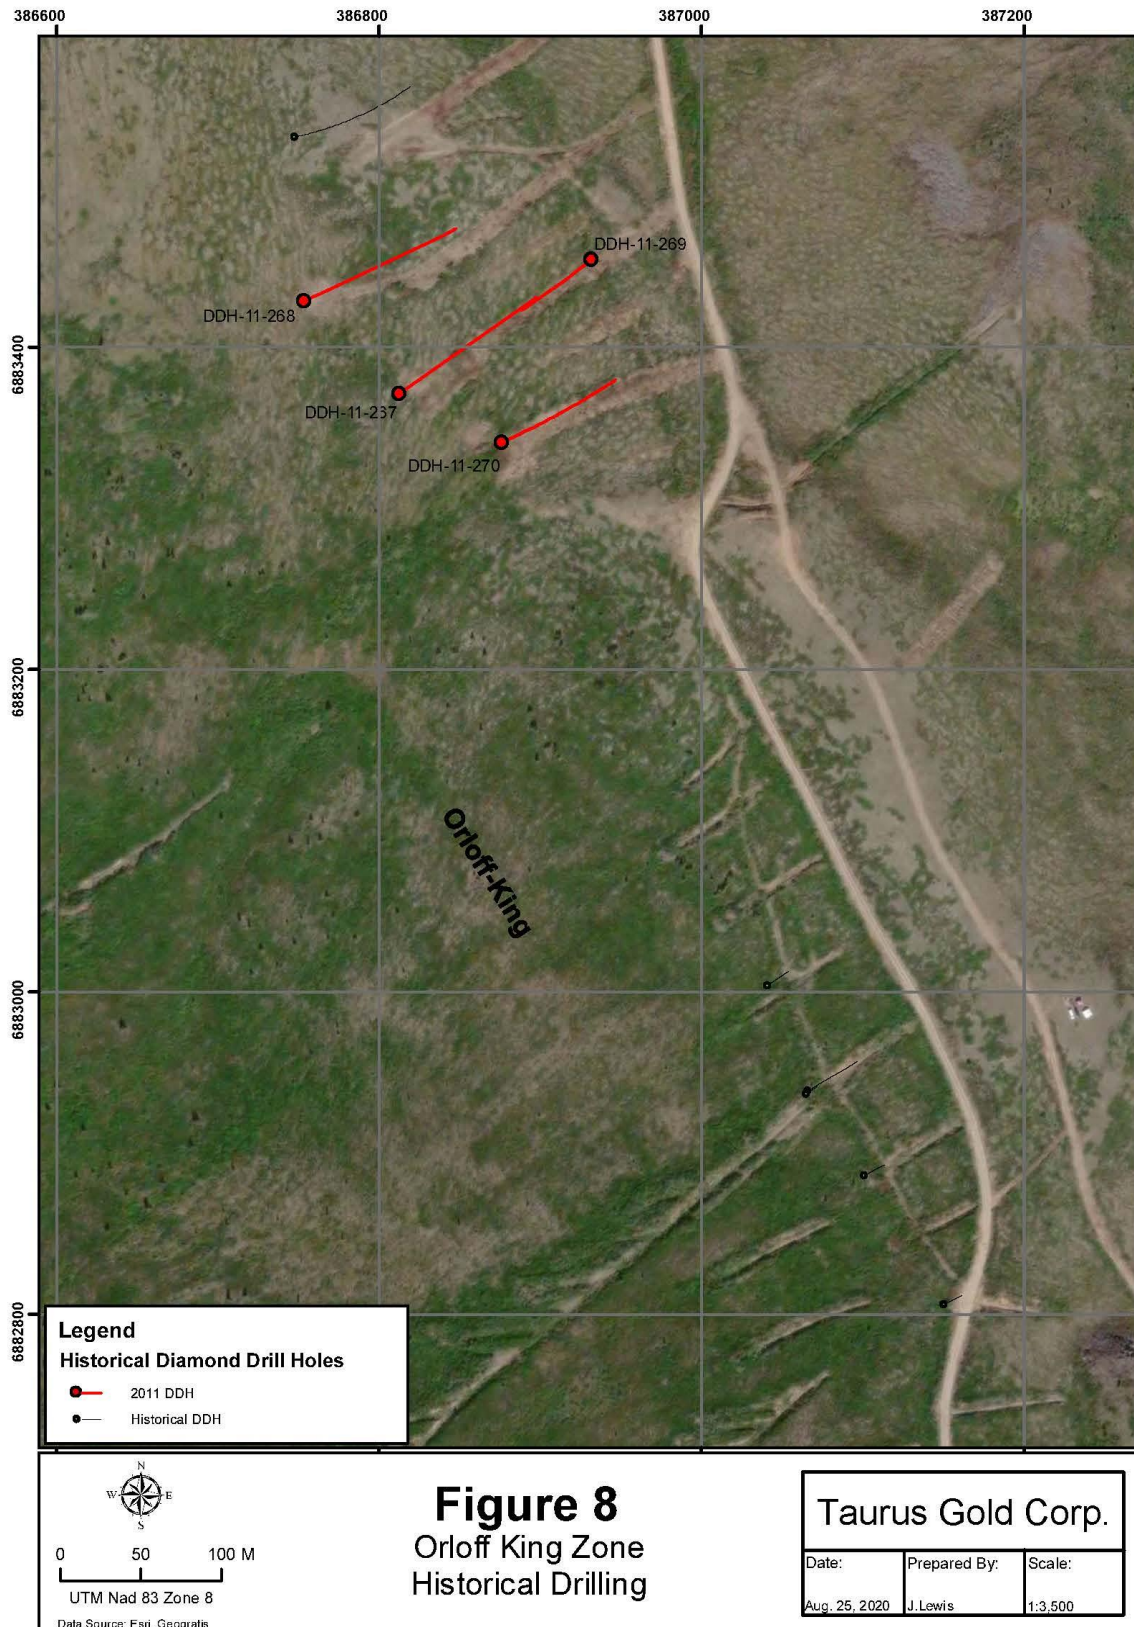 386600 386800 387000 387200
DDH-11-269
DDH-11-268
6883400
DDH-11-237
DDH-11-270
6883200
Orloff-King
6883000
6882800
Legend
Historical Diamond Drill Holes
2011 DDH
Historical DDH
N
W E
S
0 50 100 M
UTM Nad 83 Zone 8
Data Source: Esri, Geogratis
Figure 8
Orloff King Zone
Historical Drilling
Taurus Gold Corp.
Date: Prepared By: Scale:
Aug. 25, 2020 J.Lewis 1:3,500